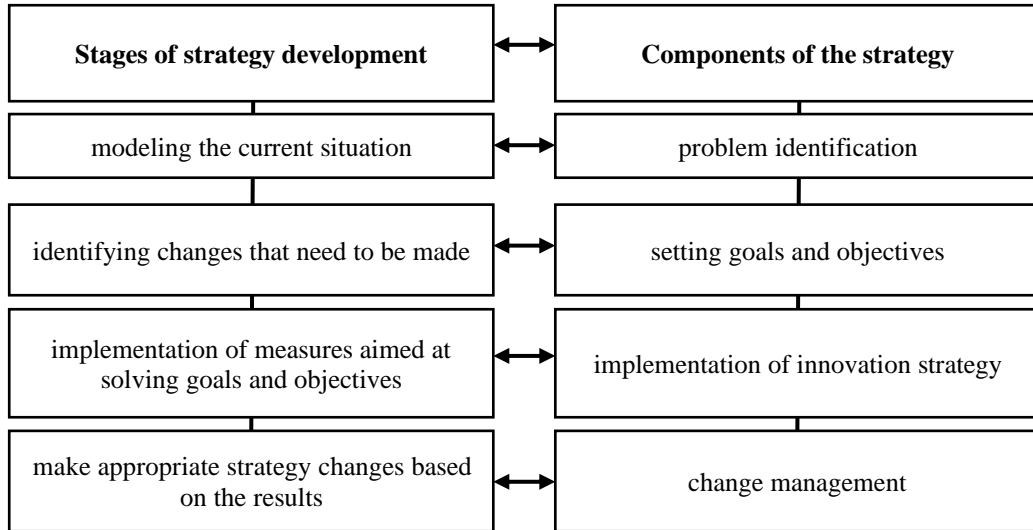 Stages of strategy development
Components of the strategy
modeling the current situation
problem identification
identifying changes that need to be made
setting goals and objectives
implementation of measures aimed at
solving goals and objectives
implementation of innovation strategy
make appropriate strategy changes based
on the results
change management